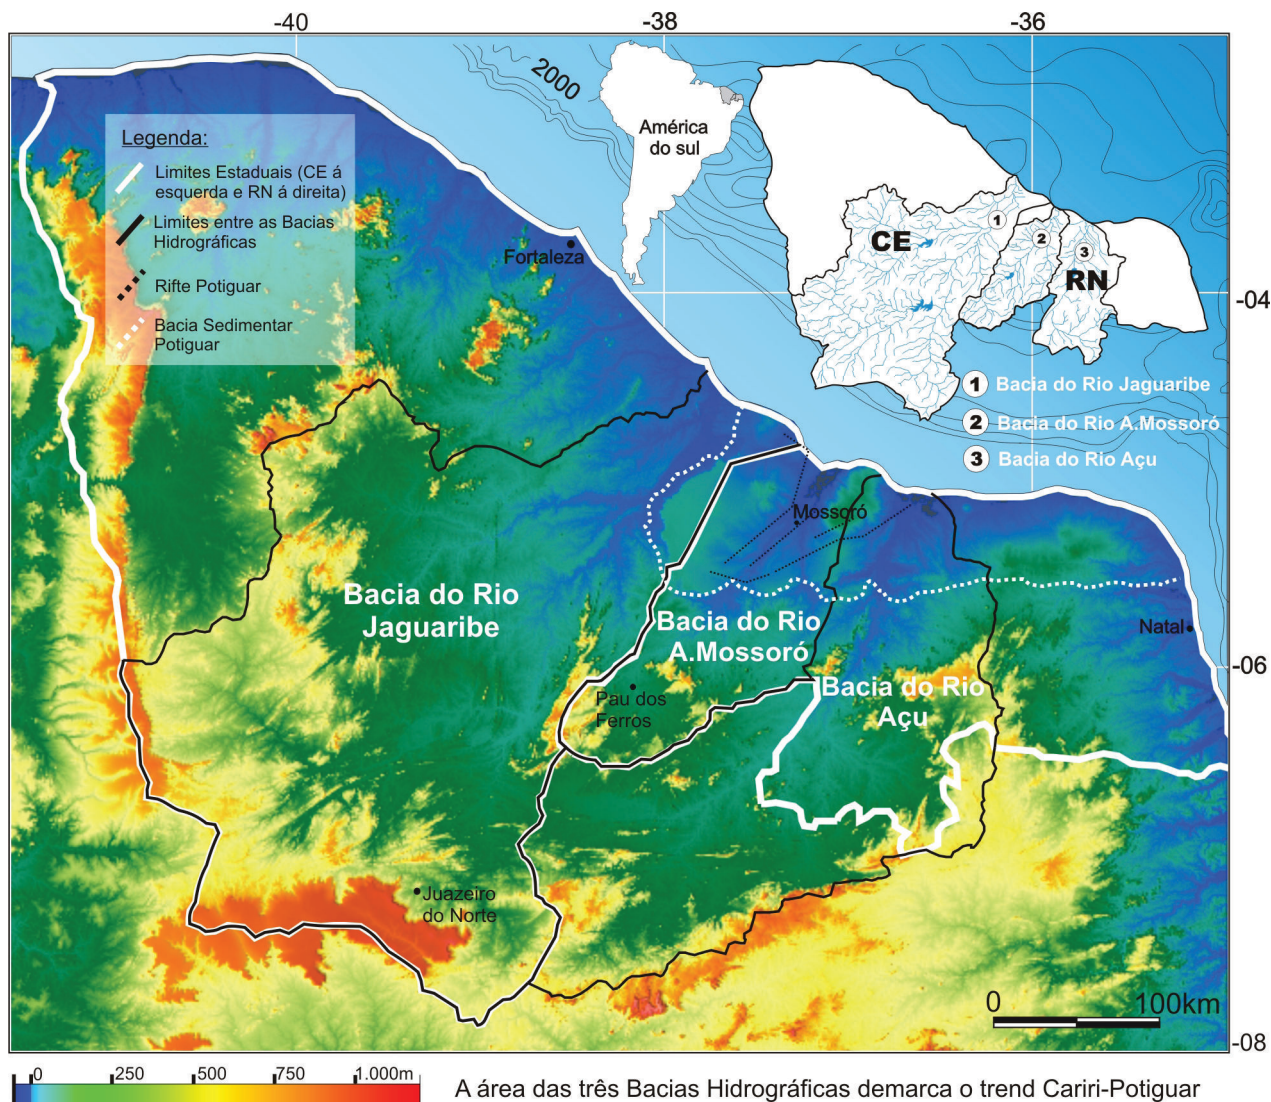 -40
-38
-36
2000
América
do sul
Legenda:
Limites Estaduais (CE á
esquerda e RN á direita)
Limites entre as Bacias
Hidrográficas
Rifte Potiguar
Bacia Sedimentar
Potiguar
CE
RN
1
2
3
Fortaleza
-04
1 Bacia do Rio Jaguaribe
2 Bacia do Rio A.Mossoró
3 Bacia do Rio Açu
Mossoró
Bacia do Rio
Jaguaribe
Bacia do Rio
A.Mossoró
Natal
-06
Pau dos
Ferros
Bacia do Rio
Açu
Juazeiro
do Norte
0 100km
-08
0 250 500 750 1.000m
A área das três Bacias Hidrográficas demarca o trend Cariri-Potiguar